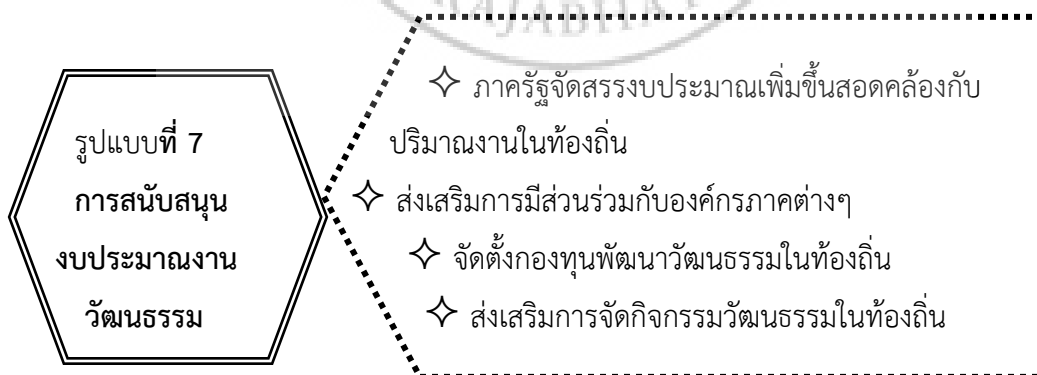 RAJABHAT
รูปแบบที่ 7
การสนับสนุน
งบประมาณงาน
วัฒนธรรม
✧ ภาครัฐจัดสรรงบประมาณเพิ่มขึ้นสอดคล้องกับ
ปริมาณงานในท้องถิ่น
✧ ส่งเสริมการมีส่วนร่วมกับองค์กรภาคต่างๆ
✧ จัดตั้งกองทุนพัฒนาวัฒนธรรมในท้องถิ่น
✧ ส่งเสริมการจัดกิจกรรมวัฒนธรรมในท้องถิ่น